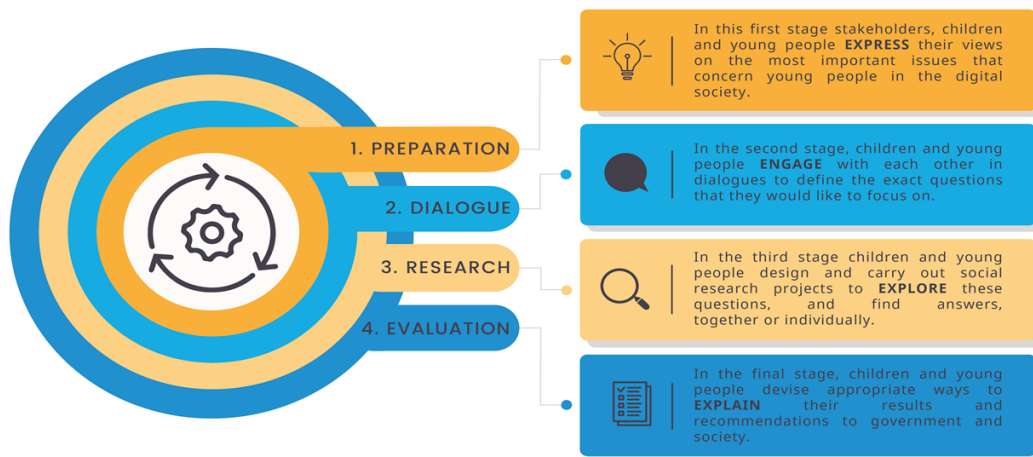 1. PREPARATION
In this first stage stakeholders, children
and young people EXPRESS their views
on the most important issues that
concern young people in the digital
society.
2. DIALOGUE
In the second stage, children and young
people ENGAGE with each other in
dialogues to define the exact questions
that they would like to focus on.
3. RESEARCH
In the third stage children and young
people design and carry out social
research projects to EXPLORE these
questions, and find answers,
together or individually.
4. EVALUATION
In the final stage, children and young
people devise appropriate ways to
EXPLAIN their results and
recommendations to government and
society.